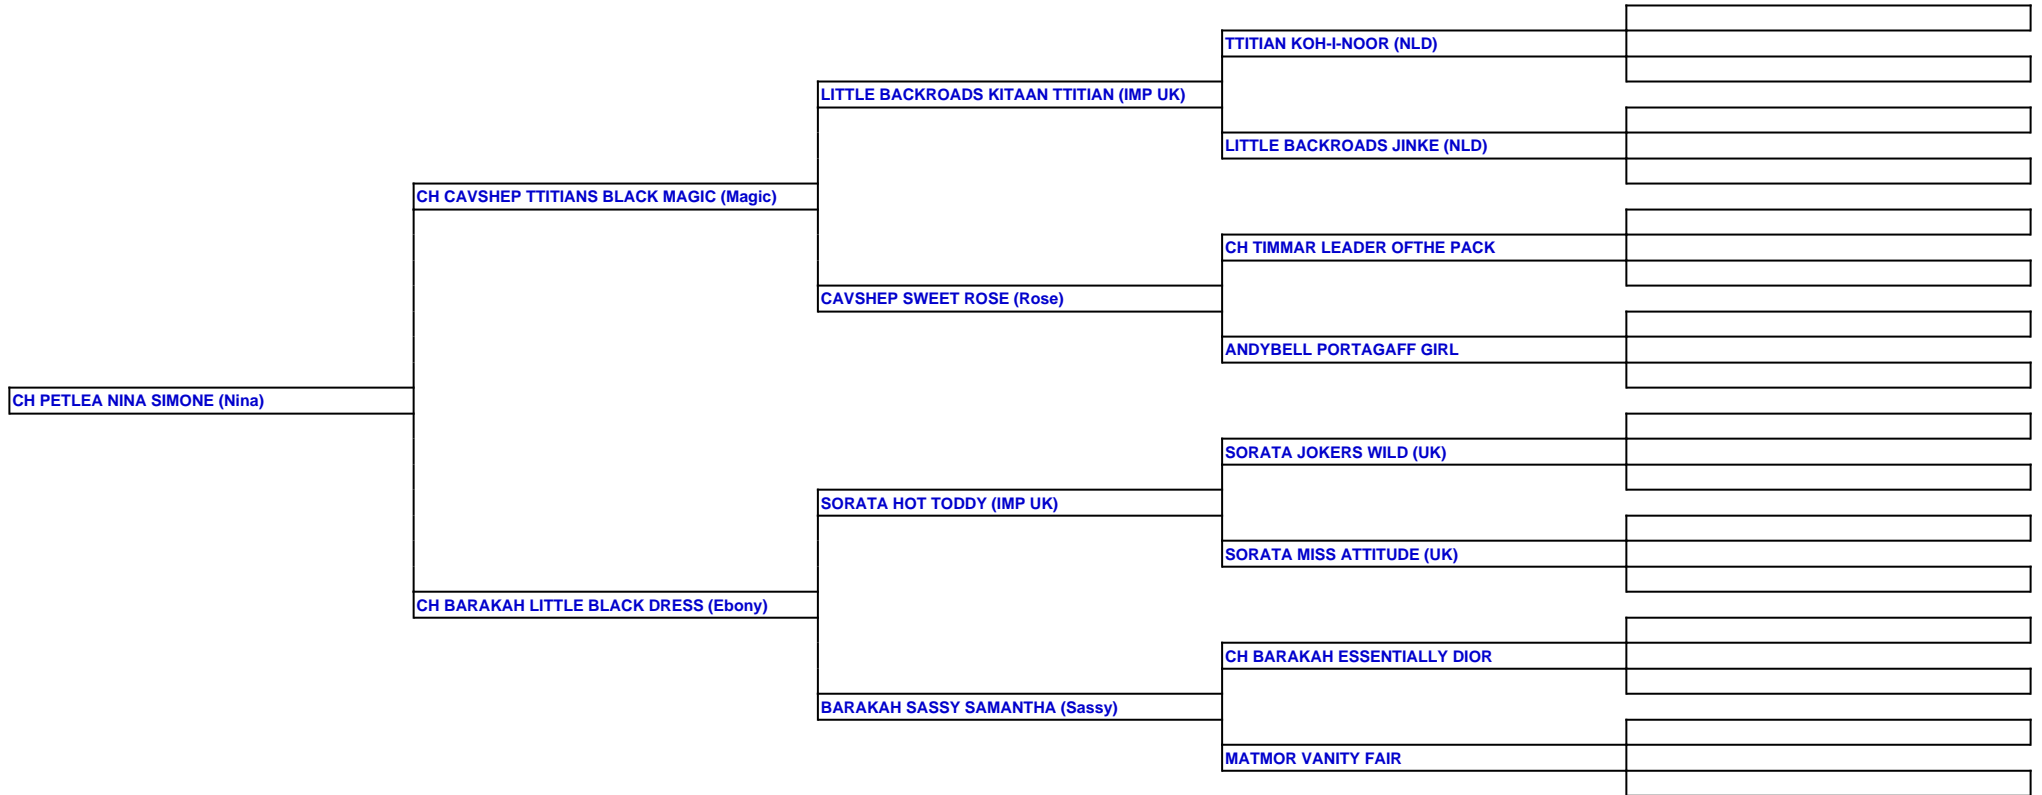 TTITIAN KOH-I-NOOR (NLD)
LITTLE BACKROADS KITAAN TTITIAN (IMP UK)
LITTLE BACKROADS JINKE (NLD)
CH CAVSHEP TTITIANS BLACK MAGIC (Magic)
CH TIMMAR LEADER OFTHE PACK
CAVSHEP SWEET ROSE (Rose)
ANDYBELL PORTAGAFF GIRL
CH PETLEA NINA SIMONE (Nina)
SORATA JOKERS WILD (UK)
SORATA HOT TODDY (IMP UK)
SORATA MISS ATTITUDE (UK)
CH BARAKAH LITTLE BLACK DRESS (Ebony)
CH BARAKAH ESSENTIALLY DIOR
BARAKAH SASSY SAMANTHA (Sassy)
MATMOR VANITY FAIR